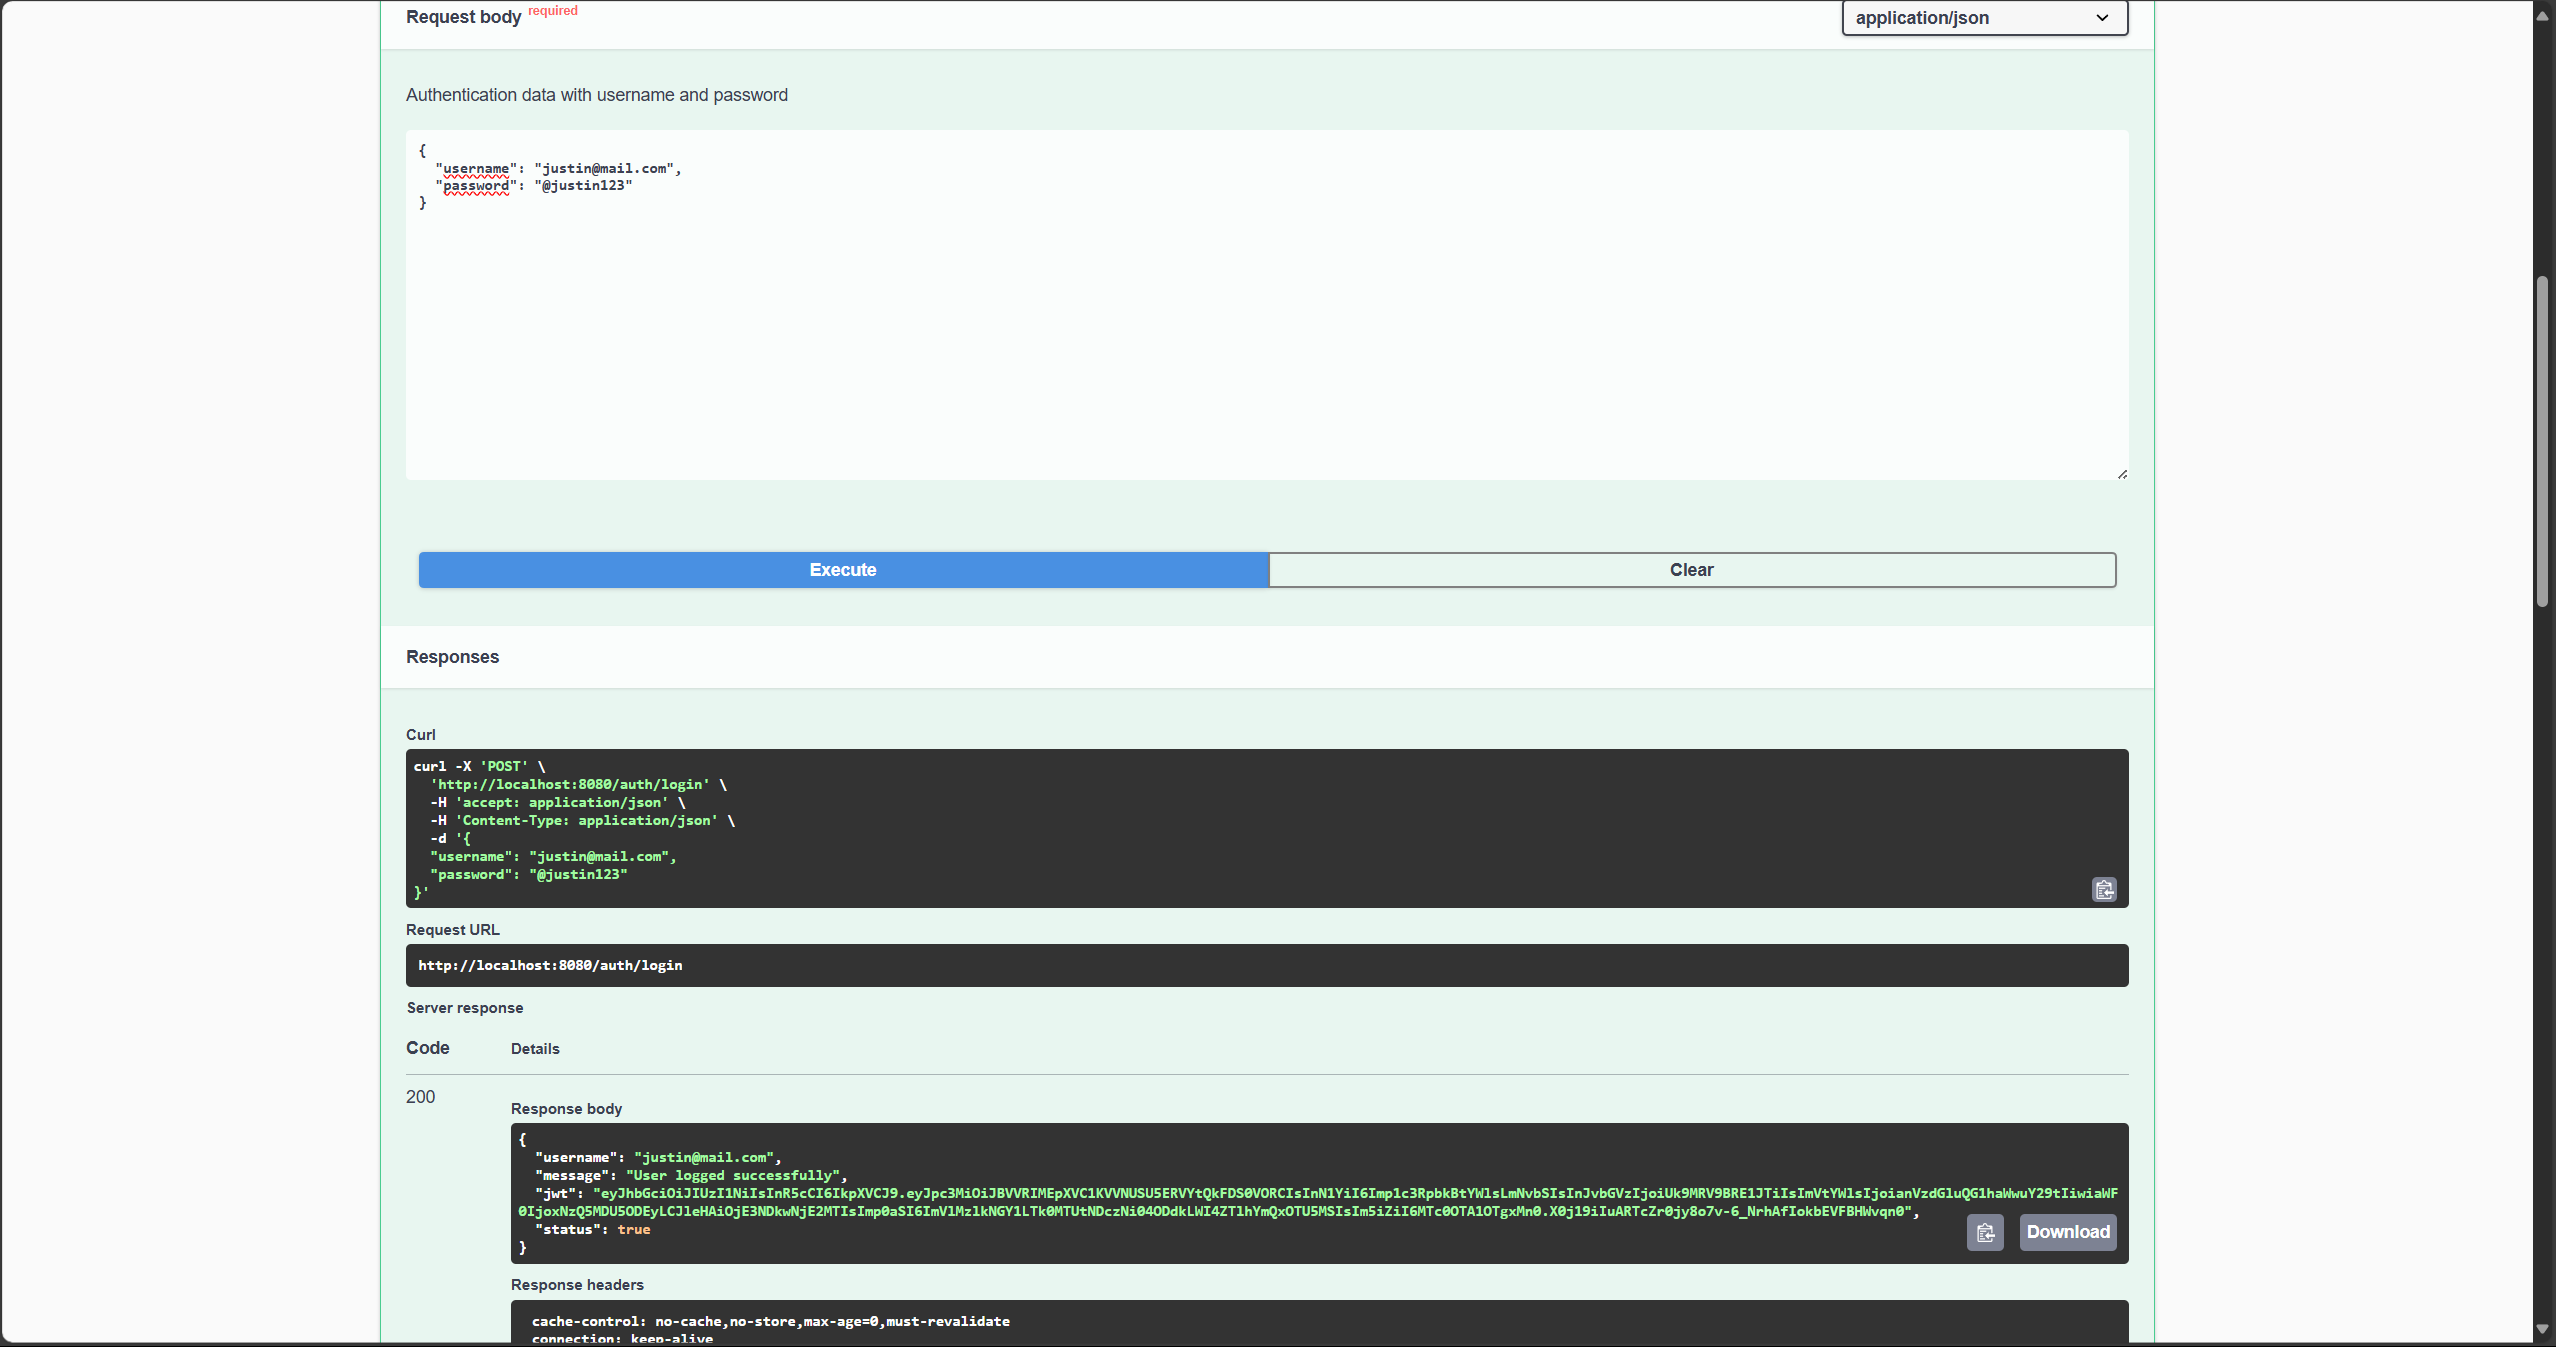 Request body required
application/json
Authentication data with username and password
{
  "username": "justin@mail.com",
  "password": "@justin123"
}
Execute
Clear
Responses
Curl
curl -X 'POST' \
  'http://localhost:8080/auth/login' \
  -H 'accept: application/json' \
  -H 'Content-Type: application/json' \
  -d '{
  "username": "justin@mail.com",
  "password": "@justin123"
}'
Request URL
http://localhost:8080/auth/login
Server response
Code Details
200
Response body
{
  "username": "justin@mail.com",
  "message": "User logged successfully",
  "jwt":
  "status": true
}
Download
Response headers
cache-control: no-cache,no-store,max-age=0,must-revalidate
connection: keep-alive